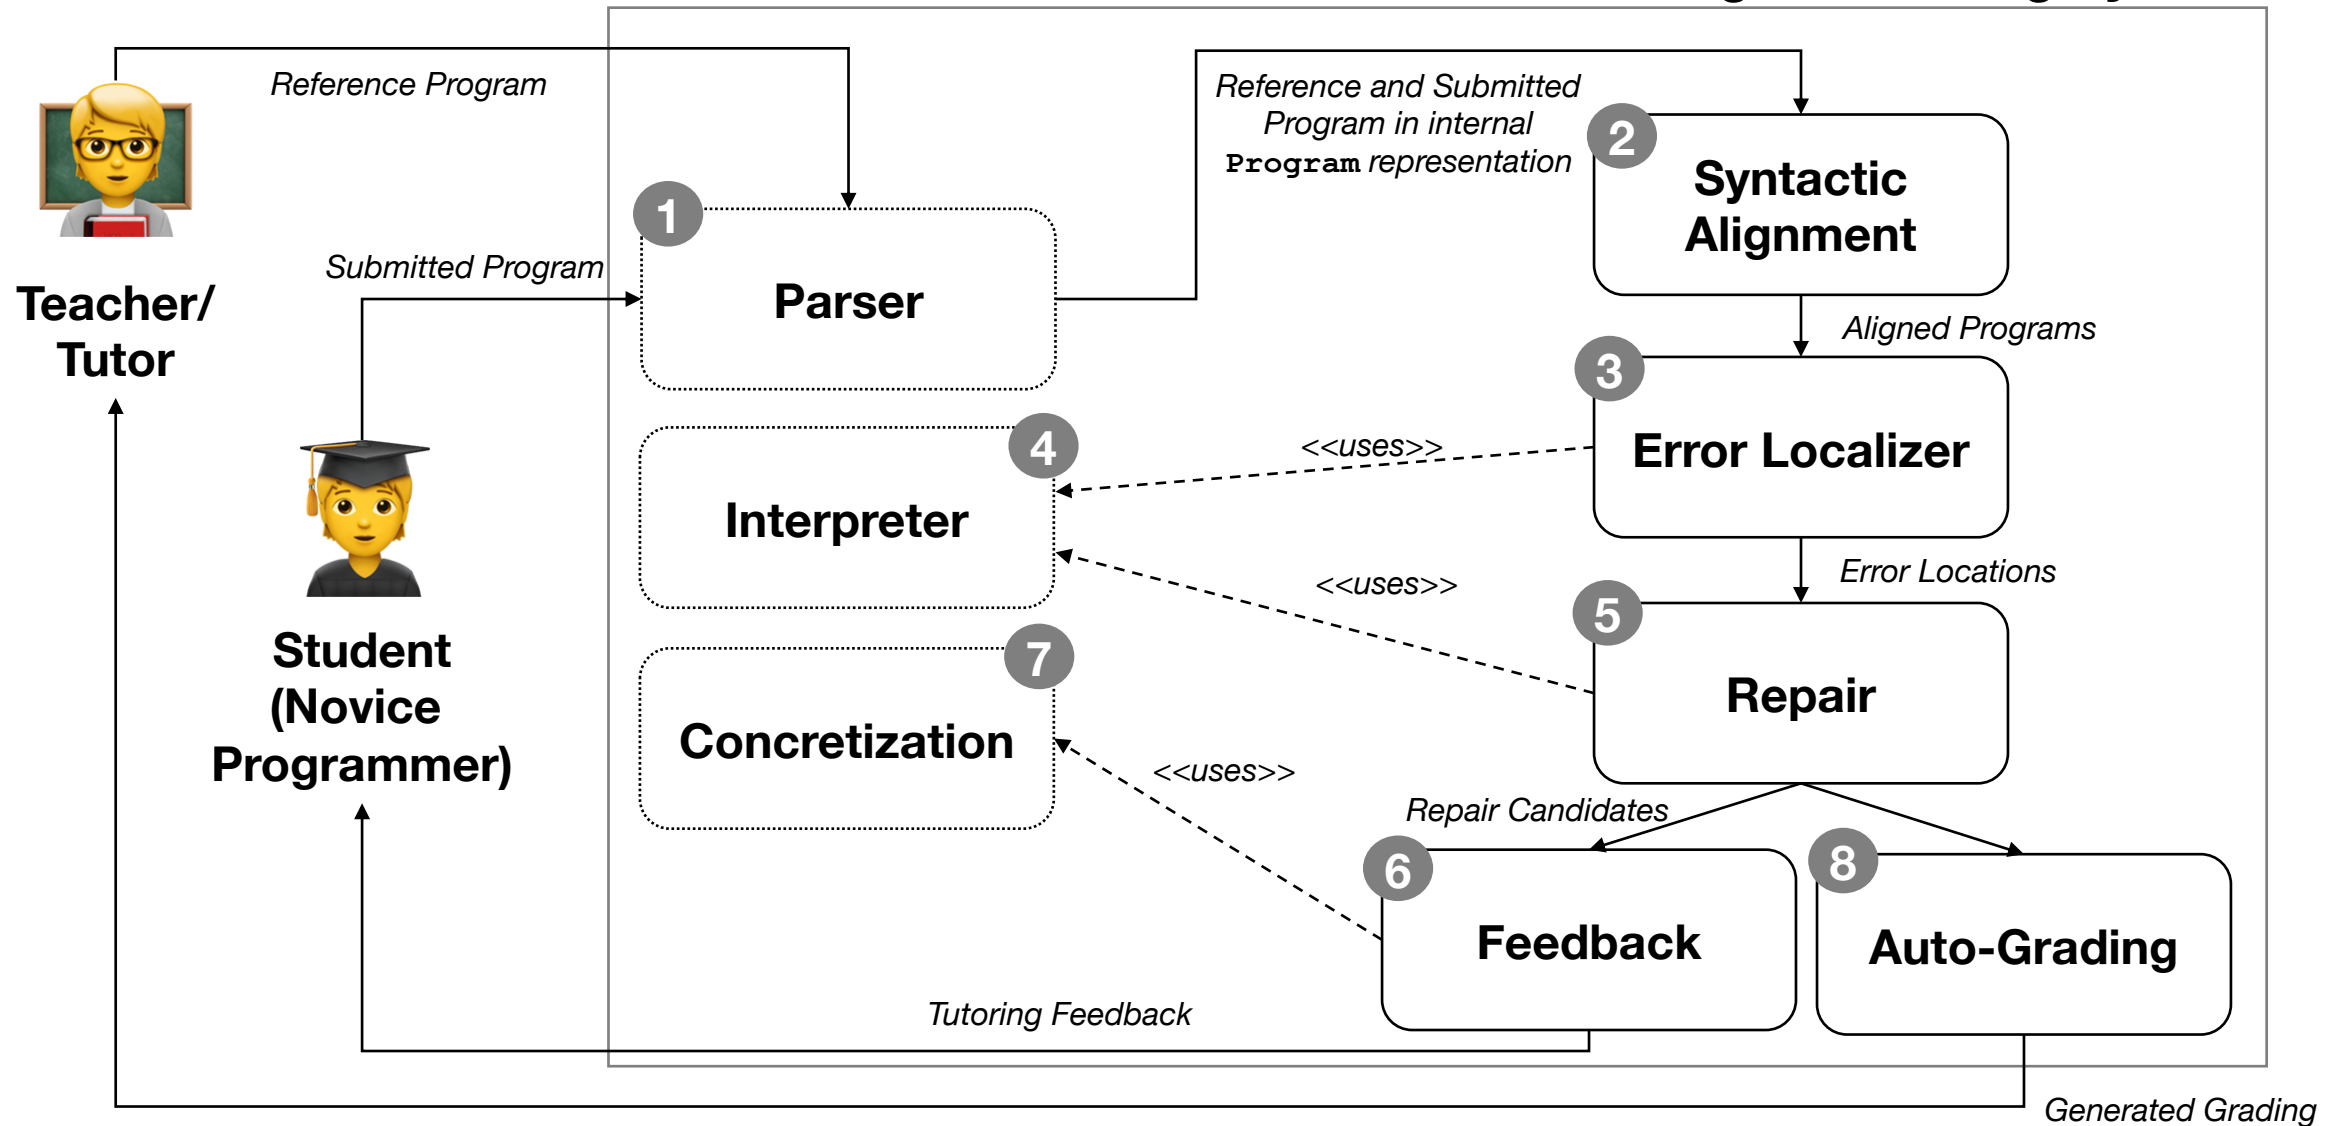 Reference Program
Reference and Submitted
Program in internal
Program representation
2
Syntactic
Alignment
1
Parser
Submitted Program
Teacher/
Tutor
Aligned Programs
3
Error Localizer
4
Interpreter
<<uses>>
<<uses>>
Error Locations
5
Repair
Student
(Novice
Programmer)
7
Concretization
<<uses>>
Repair Candidates
6
Feedback
8
Auto-Grading
Tutoring Feedback
Generated Grading